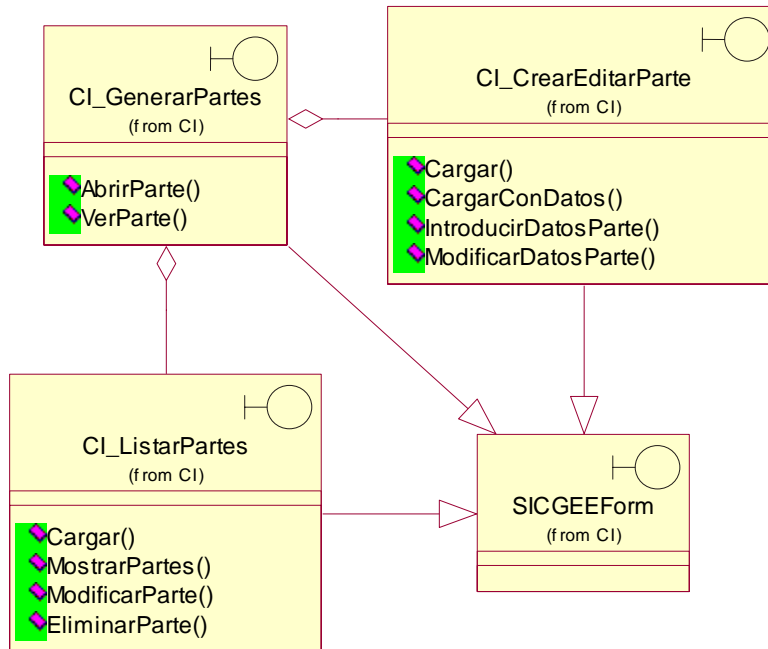 CI_GenerarPartes
(from CI)
AbrirParte()
VerParte()
CI_CrearEditarParte
(from CI)
Cargar()
CargarConDatos()
IntroducirDatosParte()
ModificarDatosParte()
CI_ListarPartes
(from CI)
Cargar()
MostrarPartes()
ModificarParte()
EliminarParte()
SICGEEForm
(from CI)